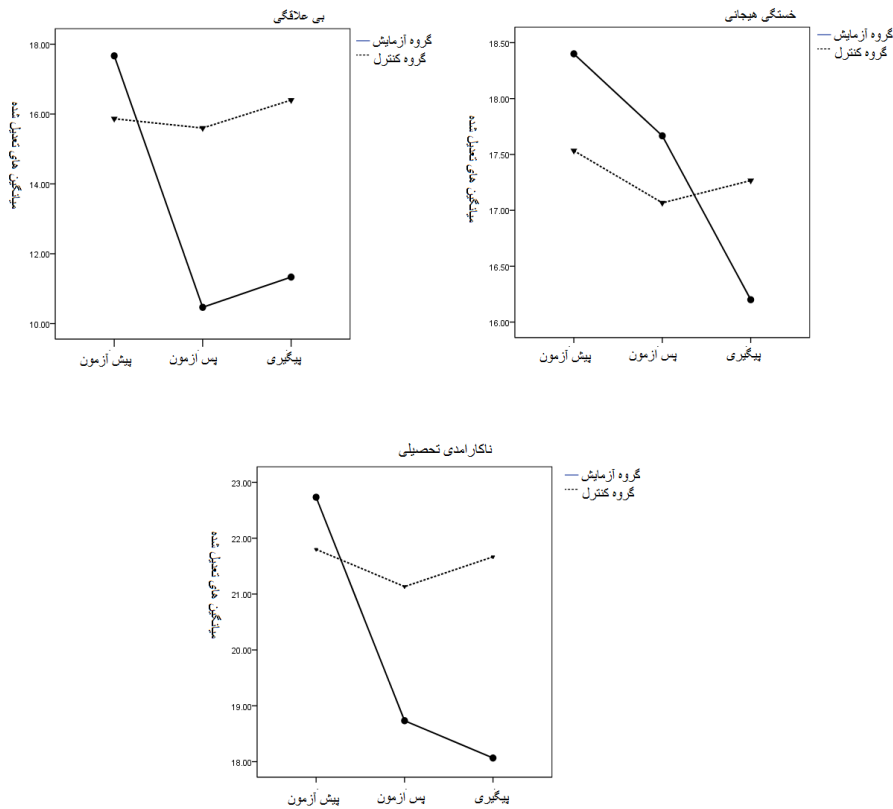 بی علاقگی
گروه آزمایش
گروه کنترل
میانگین های تعدیل شده
18.00
16.00
14.00
12.00
10.00
پیش آزمون
پس آزمون
پیگیری
خستگی هیجانی
گروه آزمایش
گروه کنترل
میانگین های تعدیل شده
18.50
18.00
17.50
17.00
16.50
16.00
پیش آزمون
پس آزمون
پیگیری
ناکارامدی تحصیلی
گروه آزمایش
گروه کنترل
میانگین های تعدیل شده
23.00
22.00
21.00
20.00
19.00
18.00
پیش آزمون
پس آزمون
پیگیری